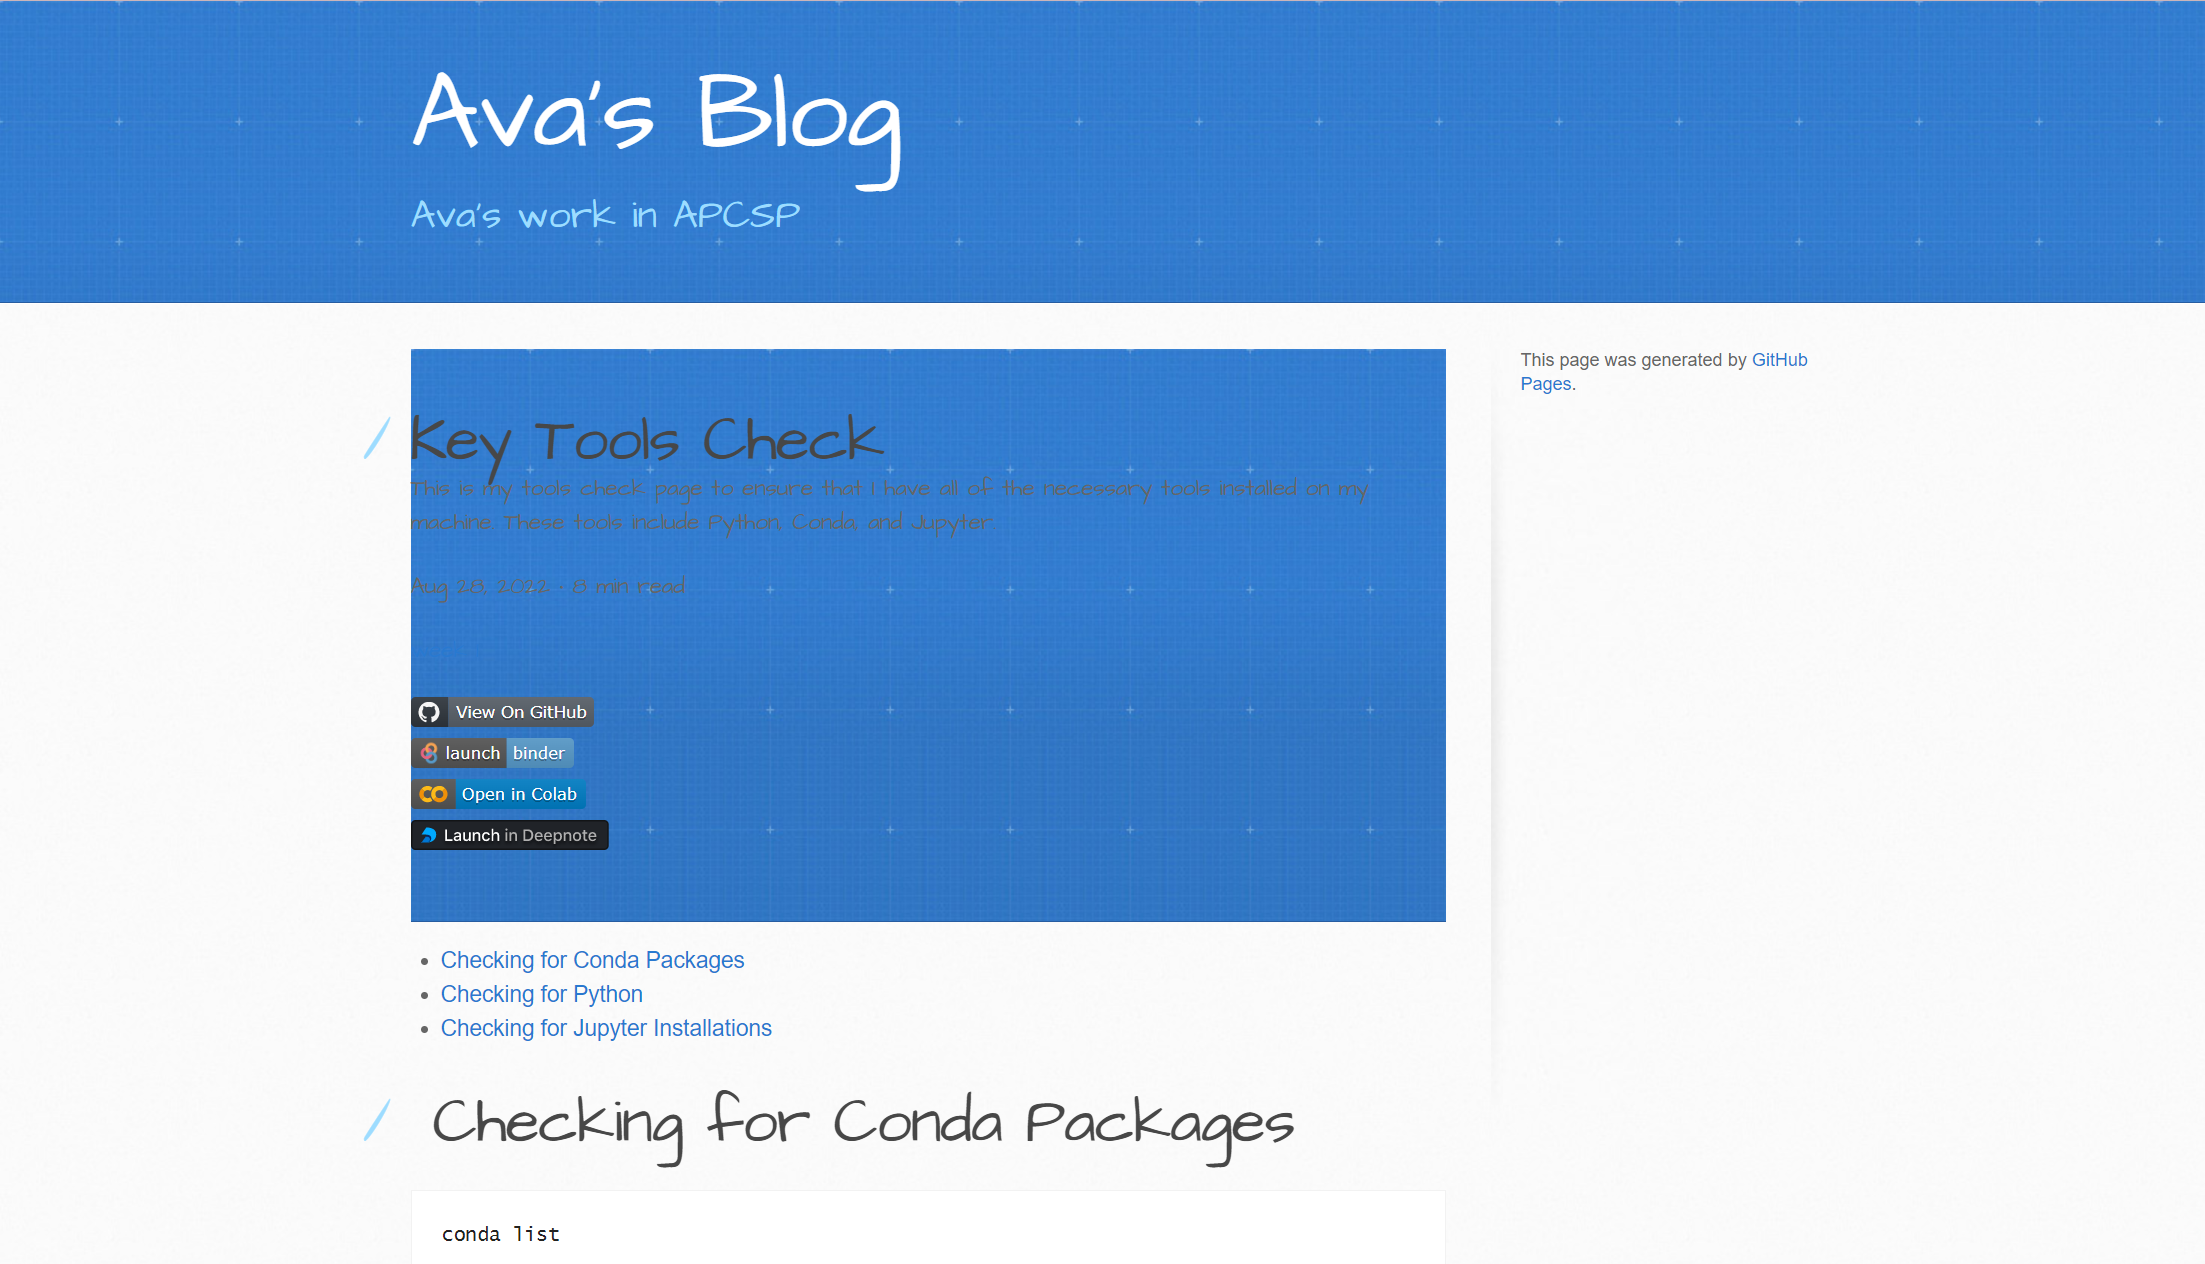 Ava's Blog
Ava's work in APCSP
This page was generated by GitHub
Pages.
Key Tools Check
This is my tools check page to ensure that I have all of the necessary tools installed on my
machine. These tools include Python, Conda, and Jupyter.
Aug 28, 2022 • 8 min read
View On GitHub
launch binder
Open in Colab
Launch in Deepnote
Checking for Conda Packages
Checking for Python
Checking for Jupyter Installations
Checking for Conda Packages
conda list